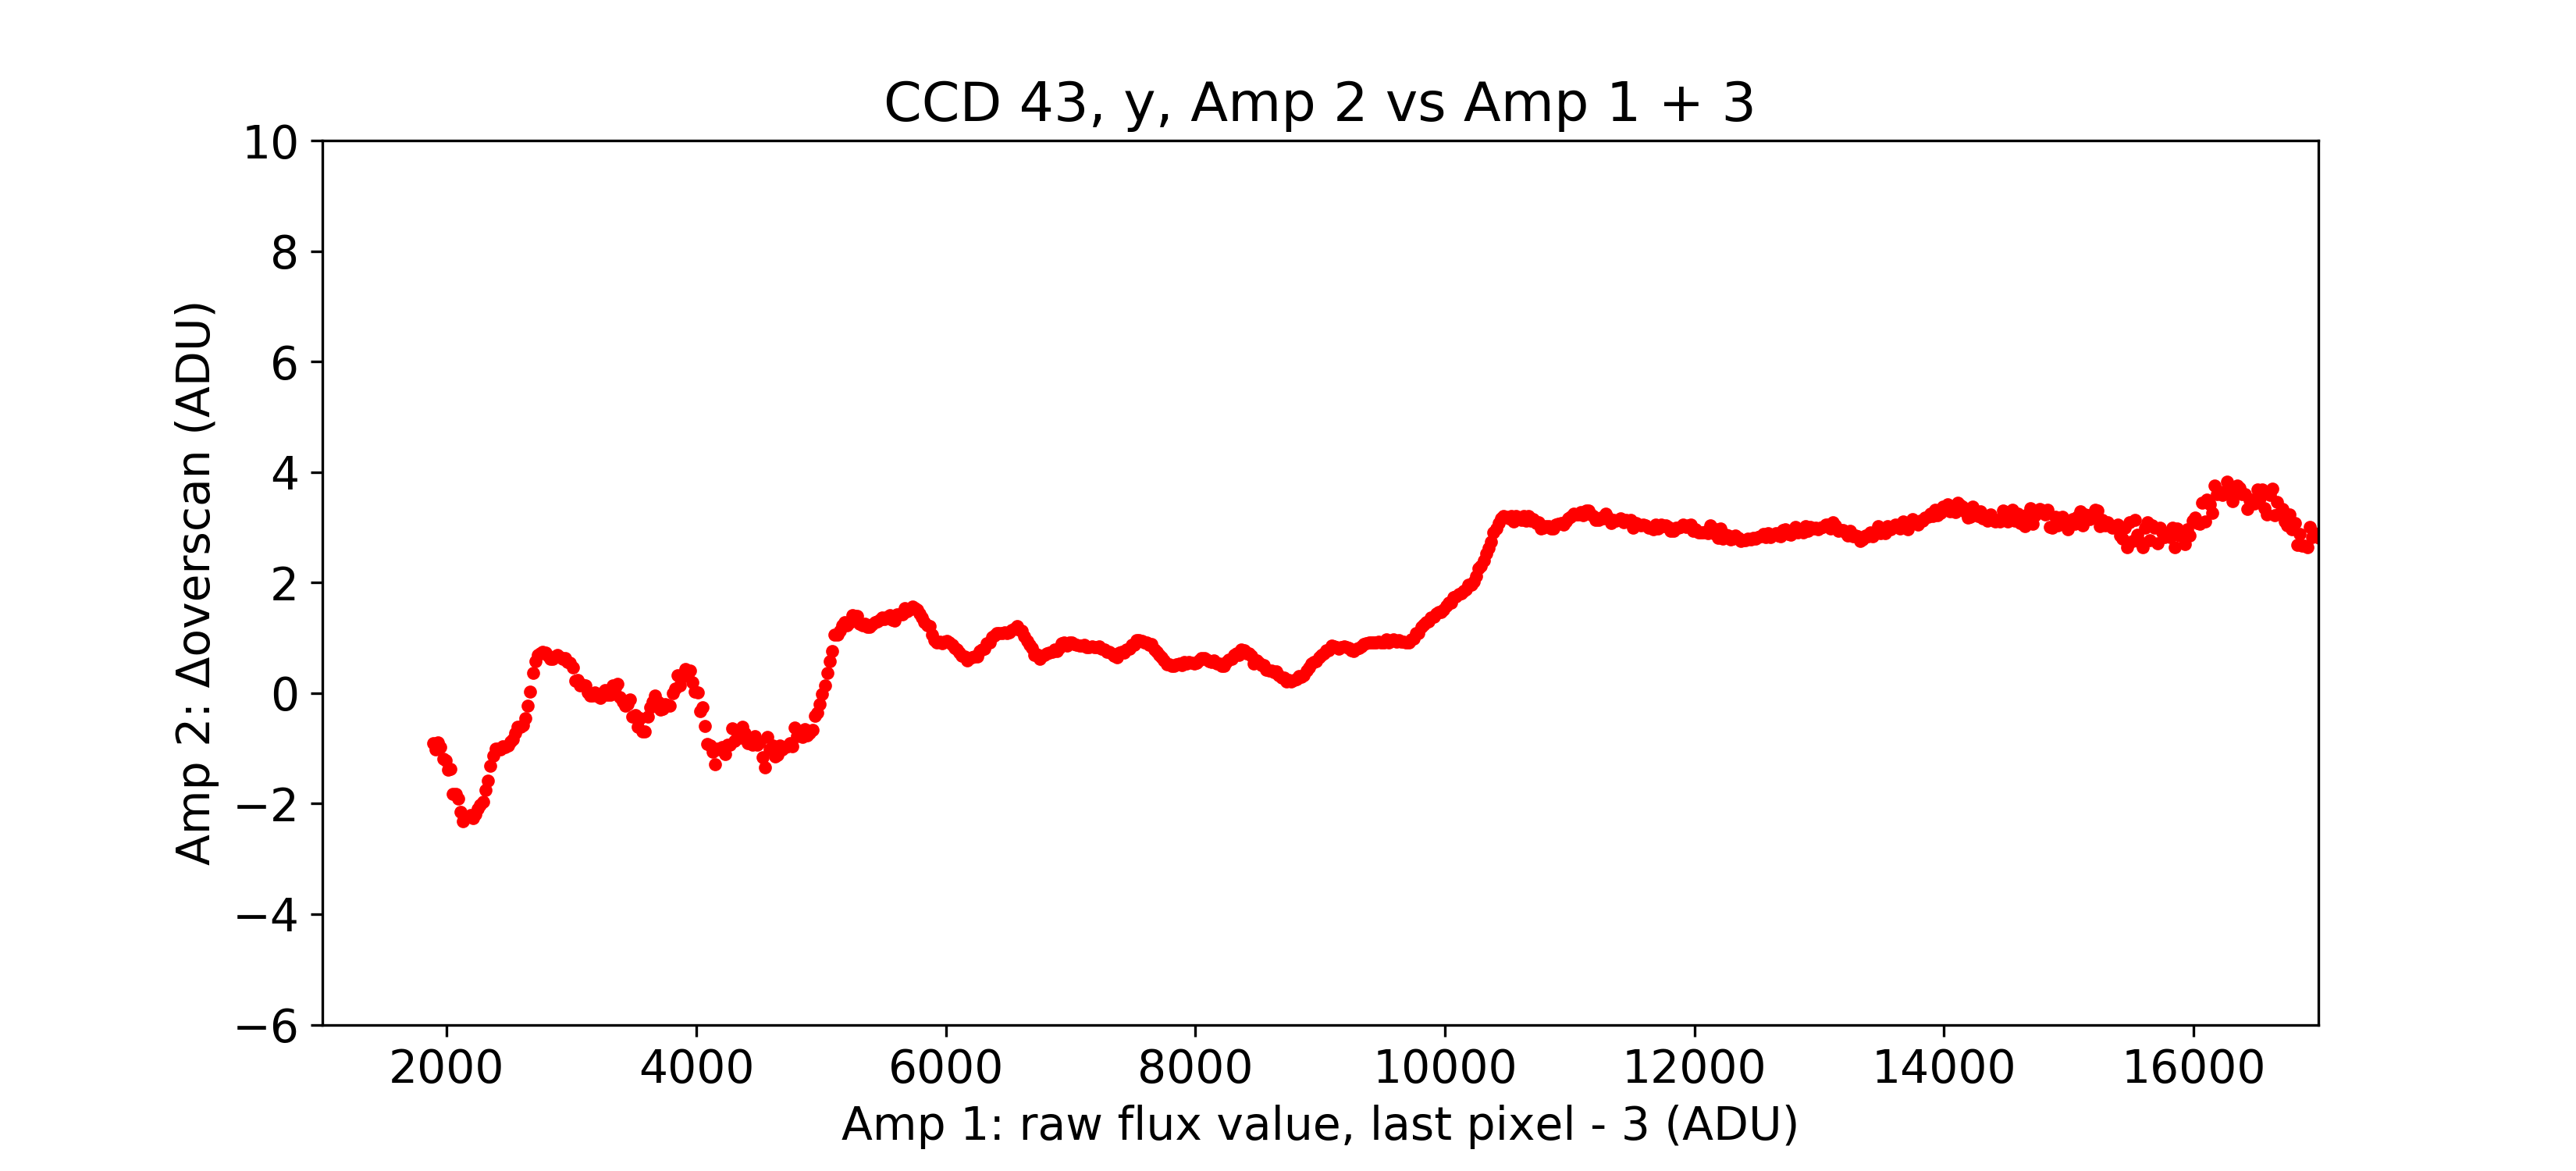 CCD 43, y, Amp 2 vs Amp 1 + 3
Amp 2: Δoverscan (ADU)
10
8
6
4
2
0
−2
−4
−6
2000 4000 6000 8000 10000 12000 14000 16000
Amp 1: raw flux value, last pixel - 3 (ADU)